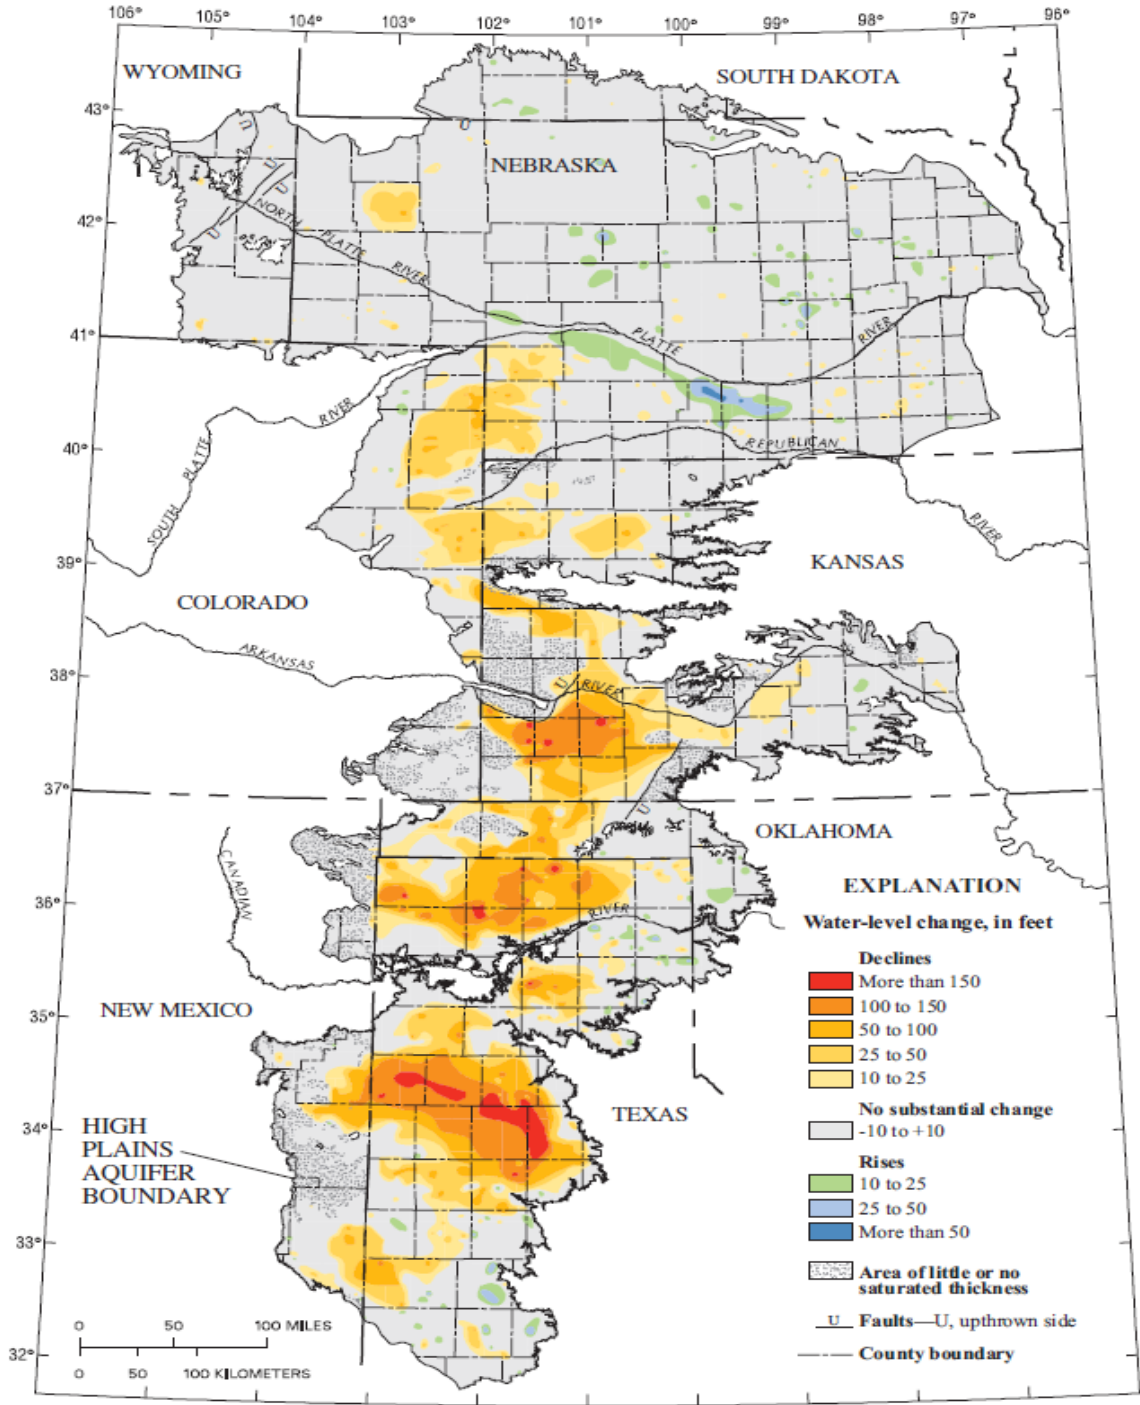 106°
105°
104°
103°
102°
101°
100°
99°
98°
97°
96°
WYOMING
SOUTH DAKOTA
43°
U
NEBRASKA
U
U
U
U
42°
NORTH PLATTE RIVER
41°
PLATTE RIVER
RIVER
SOUTH PLATTE
40°
REPUBLICAN
RIVER
39°
KANSAS
COLORADO
ARKANSAS
RIVER
U
38°
37°
U
OKLAHOMA
CANADIAN
RIVER
36°
EXPLANATION
Water-level change, in feet
Declines
More than 150
100 to 150
50 to 100
25 to 50
10 to 25
No substantial change
-10 to +10
Rises
10 to 25
25 to 50
More than 50
Area of little or no
saturated thickness
U Faults—U, upthrown side
County boundary
NEW MEXICO
35°
TEXAS
34°
HIGH
PLAINS
AQUIFER
BOUNDARY
33°
0 50 100 MILES
0 50 100 KILOMETERS
32°